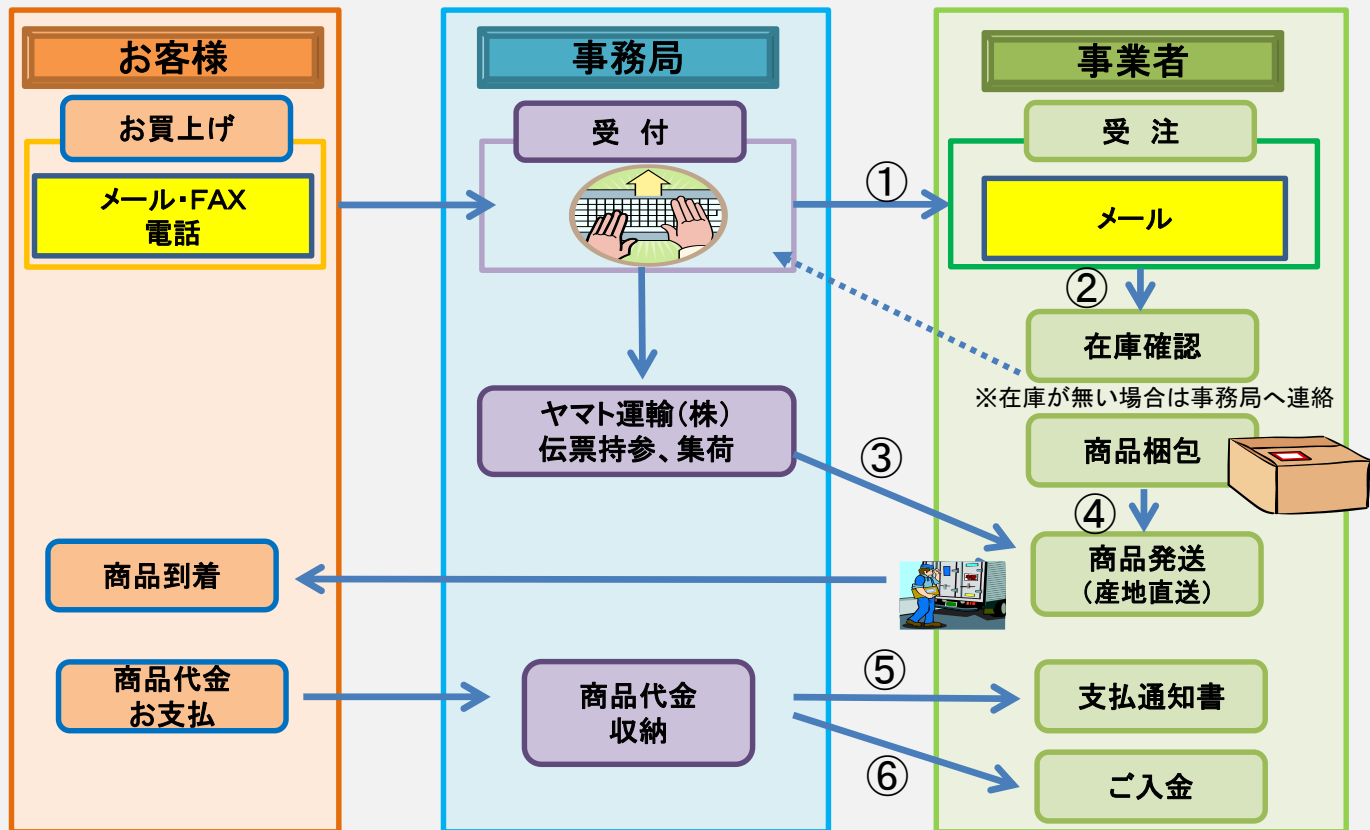 お客様
事務局
事業者
お買上げ
受 付
受 注
メール・FAX
電話
①
メール
②
在庫確認
※在庫が無い場合は事務局へ連絡
ヤマト運輸(株)
伝票持参、集荷
③
商品梱包
④
商品到着
商品発送
(産地直送)
商品代金
お支払
商品代金
収納
⑤
支払通知書
⑥
ご入金